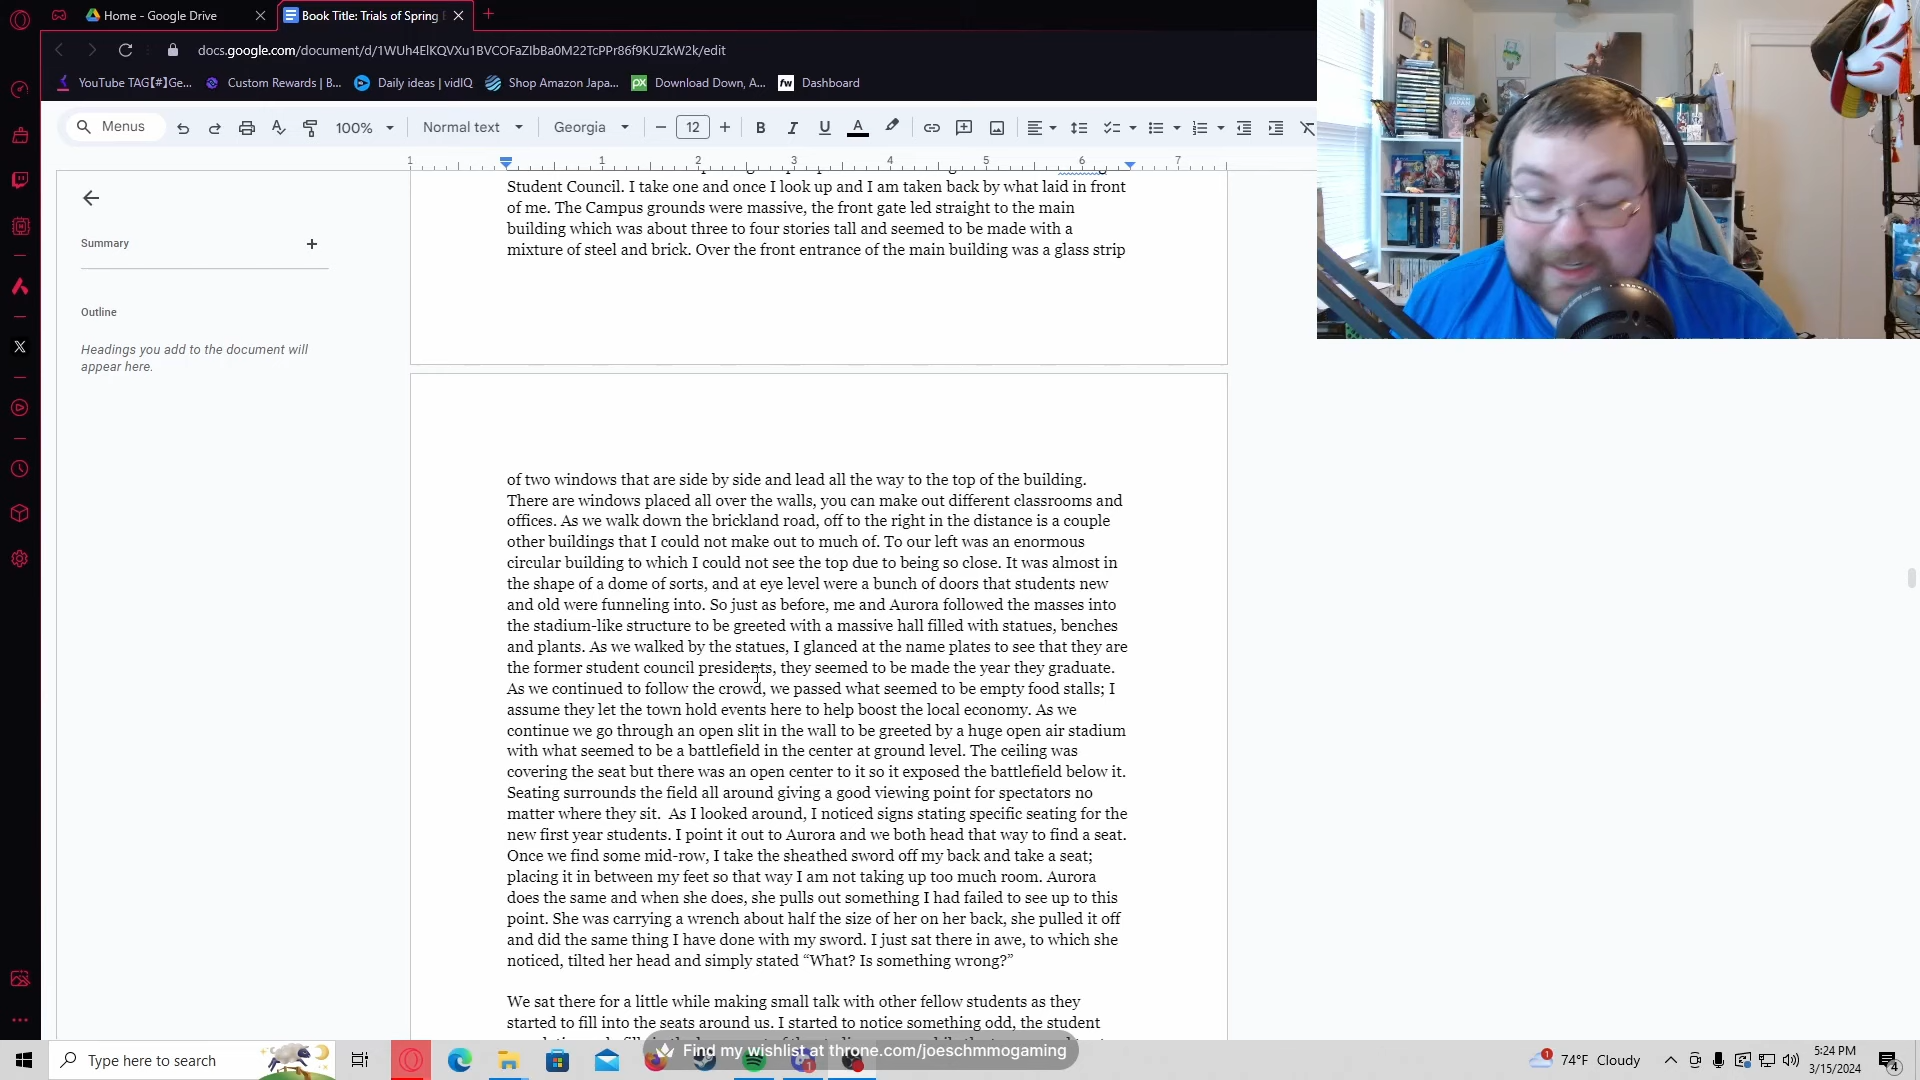 Home - Google Drive
Book Title: Trials of Spring
docs.google.com/document/d/1WUh4ElKQVXu1BVCOFaZIbBa0M22TcPPr86f9KUZkW2k/edit
YouTube TAG【#】Ge...
Custom Rewards | B...
Daily ideas | vidIQ
Shop Amazon Japa...
Download Down, A...
Dashboard
Menus
100%
Normal text
Georgia
12
1 1 2 3 4 5 6 7
Summary
Outline
Headings you add to the document will
appear here.
Student Council. I take one and once I look up and I am taken back by what laid in front
of me. The Campus grounds were massive, the front gate led straight to the main
building which was about three to four stories tall and seemed to be made with a
mixture of steel and brick. Over the front entrance of the main building was a glass strip
of two windows that are side by side and lead all the way to the top of the building.
There are windows placed all over the walls, you can make out different classrooms and
offices. As we walk down the brickland road, off to the right in the distance is a couple
other buildings that I could not make out to much of. To our left was an enormous
circular building to which I could not see the top due to being so close. It was almost in
the shape of a dome of sorts, and at eye level were a bunch of doors that students new
and old were funneling into. So just as before, me and Aurora followed the masses into
the stadium-like structure to be greeted with a massive hall filled with statues, benches
and plants. As we walked by the statues, I glanced at the name plates to see that they are
the former student council presidents, they seemed to be made the year they graduate.
As we continued to follow the crowd, we passed what seemed to be empty food stalls; I
assume they let the town hold events here to help boost the local economy. As we
continue we go through an open slit in the wall to be greeted by a huge open air stadium
with what seemed to be a battlefield in the center at ground level. The ceiling was
covering the seat but there was an open center to it so it exposed the battlefield below it.
Seating surrounds the field all around giving a good viewing point for spectators no
matter where they sit.  As I looked around, I noticed signs stating specific seating for the
new first year students. I point it out to Aurora and we both head that way to find a seat.
Once we find some mid-row, I take the sheathed sword off my back and take a seat;
placing it in between my feet so that way I am not taking up too much room. Aurora
does the same and when she does, she pulls out something I had failed to see up to this
point. She was carrying a wrench about half the size of her on her back, she pulled it off
and did the same thing I have done with my sword. I just sat there in awe, to which she
noticed, tilted her head and simply stated “What? Is something wrong?”
We sat there for a little while making small talk with other fellow students as they
started to fill into the seats around us. I started to notice something odd, the student
Find my wishlist at throne.com/joeschmmogaming
Type here to search
74°F Cloudy
5:24 PM
3/15/2024